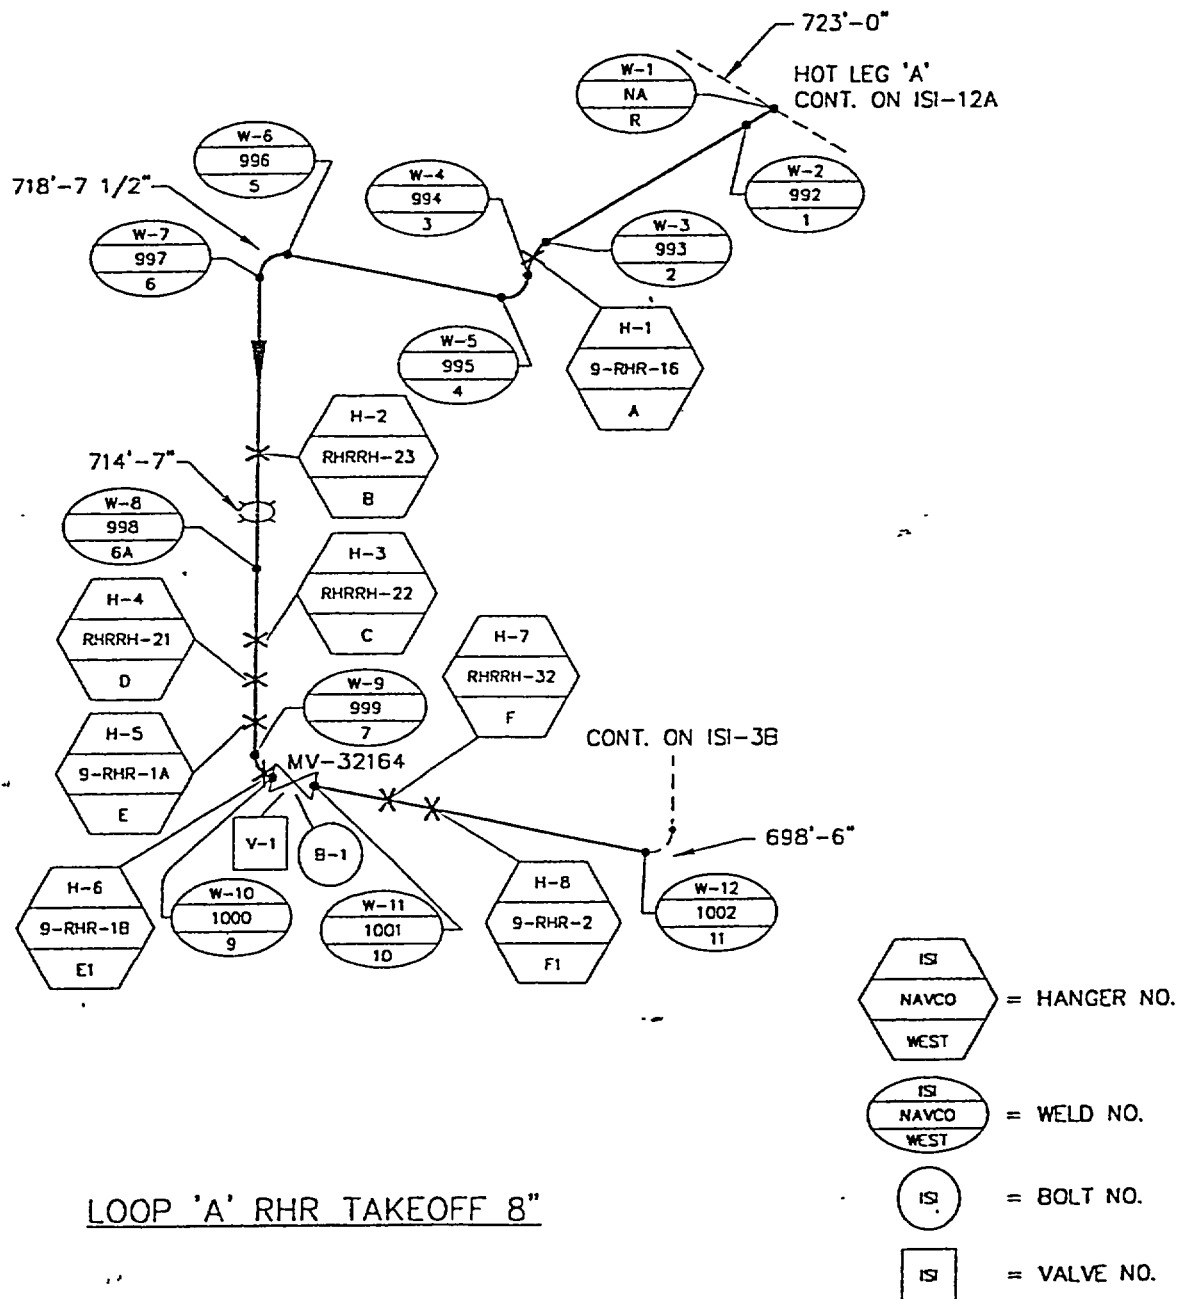 723'-0"
HOT LEG 'A'
CONT. ON ISI-12A
W-1
NA
R
W-2
992
1
W-6
996
5
718'-7 1/2"
W-4
994
3
W-3
993
2
W-7
997
6
W-5
995
4
H-1
9-RHR-16
A
H-2
RHRRH-23
B
714'-7"
W-8
998
6A
H-3
RHRRH-22
C
H-4
RHRRH-21
D
H-7
RHRRH-32
F
W-9
999
7
H-5
9-RHR-1A
E
MV-32164
CONT. ON ISI-3B
698'-6"
V-1
B-1
H-6
9-RHR-1B
E1
W-10
1000
9
W-11
1001
10
H-8
9-RHR-2
F1
W-12
1002
11
ISI
NAVCO
WEST
= HANGER NO.
ISI
NAVCO
WEST
= WELD NO.
ISI
= BOLT NO.
ISI
= VALVE NO.
LOOP 'A' RHR TAKEOFF 8"